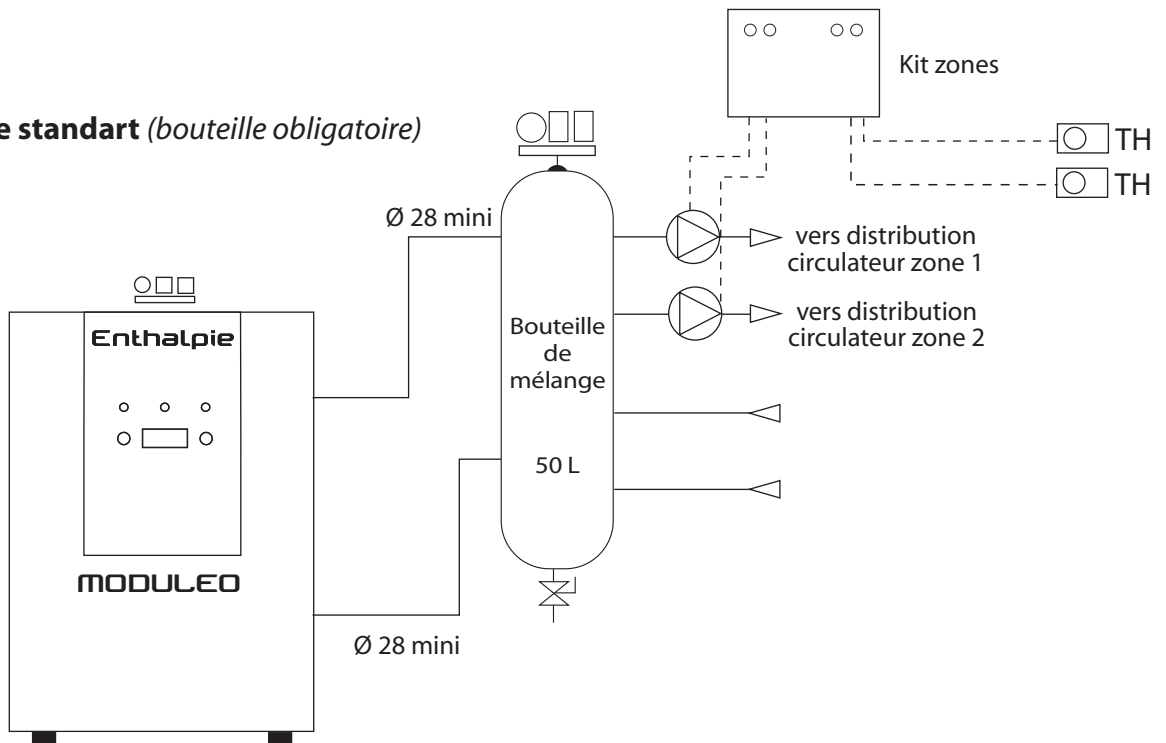 Kit zones
e standart (bouteille obligatoire)
TH
TH
Ø 28 mini
vers distribution
circulateur zone 1
vers distribution
circulateur zone 2
Enthalpie
Bouteille
de
mélange
50 L
MODULEO
Ø 28 mini